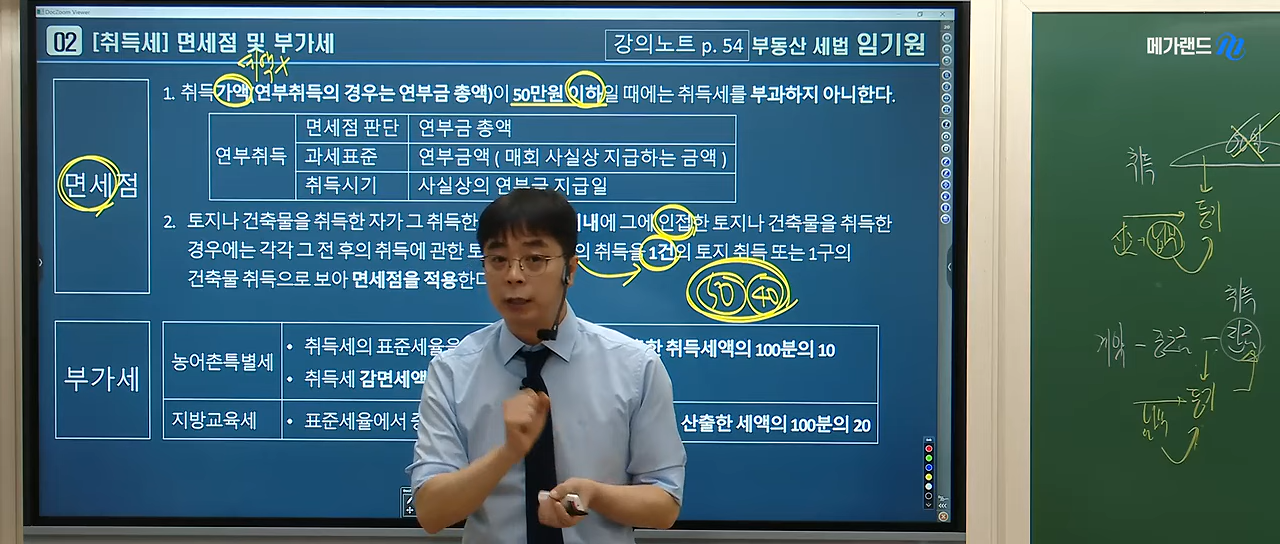 DocZoom Viewer
02 [취득세] 면세점 및 부가세
강의노트 p. 54 부동산 세법 임기원
메가랜드
세액×
1. 취득가액(연부취득의 경우는 연부금 총액)이 50만원 이하일 때에는 취득세를 부과하지 아니한다.
면세점
연부취득
면세점 판단 연부금 총액
과세표준 연부금액 ( 매회 사실상 지급하는 금액 )
취득시기 사실상의 연부금 지급일
2. 토지나 건축물을 취득한 자가 그 취득한 내에 그에 인접한 토지나 건축물을 취득한
경우에는 각각 그 전 후의 취득에 관한 토 의 취득을 1건의 토지 취득 또는 1구의
건축물 취득으로 보아 면세점을 적용한다
50 40
부가세
농어촌특별세
• 취득세의 표준세율을 한 취득세액의 100분의 10
• 취득세 감면세액
지방교육세
• 표준세율에서 산출한 세액의 100분의 20
취득
60일
등기
취득
계약 - 중도금 - 잔금
등기